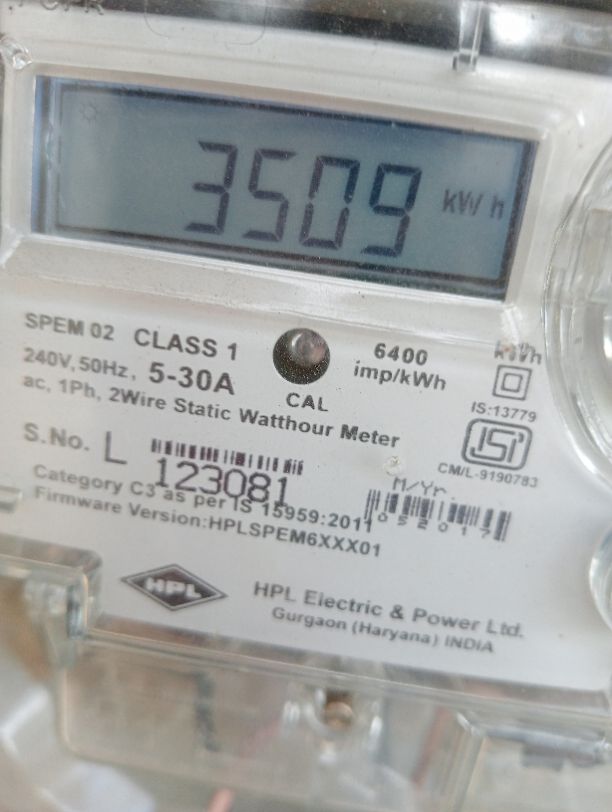 3509 kWh
SPEM 02 CLASS 1
240V, 50Hz, 5-30A
ac, 1Ph, 2Wire Static Watthour Meter
CAL
6400
imp/kWh
kWh
IS:13779
ISI
CM/L-9190783
S.No. L 123081
M/Yr.
052017
Category C3 as per IS 15959:2011
Firmware Version:HPLSPEM6XXX01
HPL
HPL Electric & Power Ltd.
Gurgaon (Haryana) INDIA